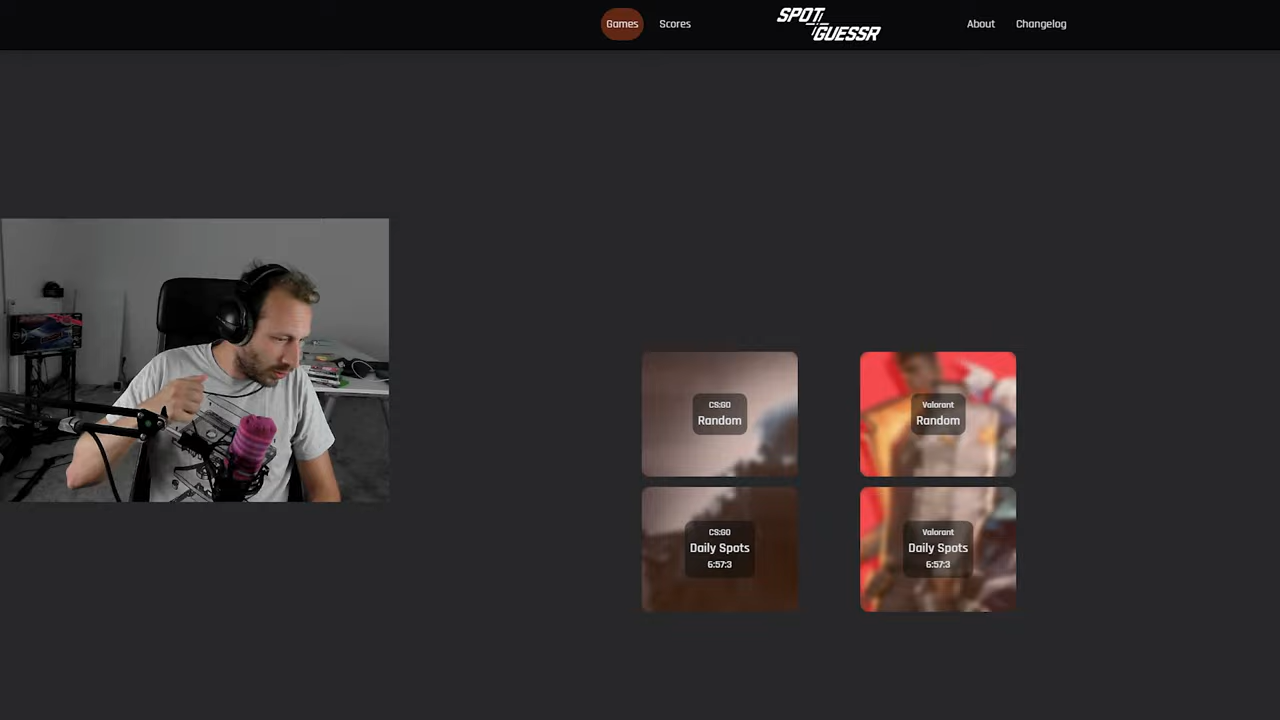 Games
Scores
SPOTi
GUESSR
About
Changelog
CS:GO
Random
Valorant
Random
CS:GO
Daily Spots
6:57:3
Valorant
Daily Spots
6:57:3